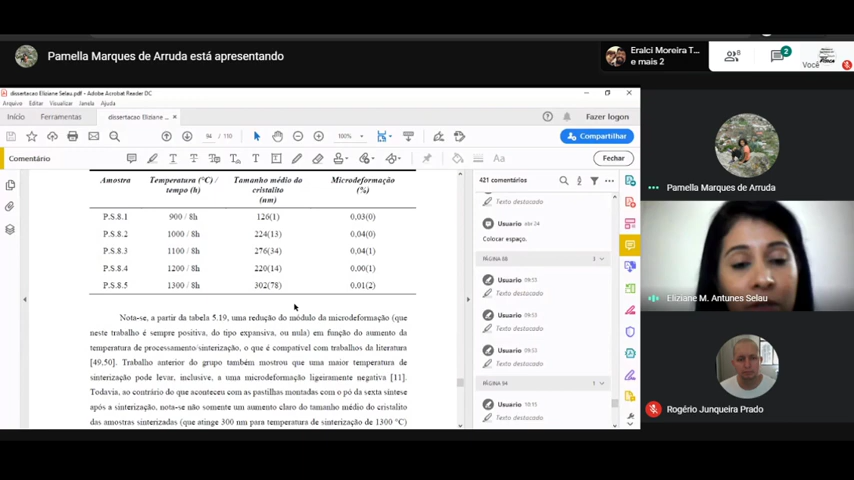 Pamella Marques de Arruda está apresentando
Eralci Moreira T...
e mais 2
8
2
Você
dissertacao Eliziane Selau.pdf - Adobe Acrobat Reader DC
Arquivo Editar Visualizar Janela Ajuda
Início Ferramentas dissertacao Eliziane ... × Fazer logon
94 / 110 100% Compartilhar
Comentário Fechar
Amostra Temperatura (°C) / Tamanho médio do Microdeformação
tempo (h) cristalito (%)
(nm)
P.S.8.1 900 / 8h 126(1) 0,03(0)
P.S.8.2 1000 / 8h 224(13) 0,04(0)
P.S.8.3 1100 / 8h 276(34) 0,04(1)
P.S.8.4 1200 / 8h 220(14) 0,00(1)
P.S.8.5 1300 / 8h 302(78) 0,01(2)
Nota-se, a partir da tabela 5.19, uma redução do módulo da microdeformação (que
neste trabalho é sempre positiva, do tipo expansiva, ou nula) em função do aumento da
temperatura de processamento/sinterização, o que é compatível com trabalhos da literatura
[49,50]. Trabalho anterior do grupo também mostrou que uma maior temperatura de
sinterização pode levar, inclusive, a uma microdeformação ligeiramente negativa [11].
Todavia, ao contrário do que aconteceu com as pastilhas montadas com o pó da sexta síntese
após a sinterização, nota-se não somente um aumento claro do tamanho médio do cristalito
das amostras sinterizadas (que atinge 300 nm para temperatura de sinterização de 1300 °C)
421 comentários
Texto destacado
Usuario abr 24
Colocar espaço.
PÁGINA 88 3
Usuario 09:53
Texto destacado
Usuario 09:53
Texto destacado
Usuario 09:53
Texto destacado
PÁGINA 94 1
Usuario 10:15
Texto destacado
Pamella Marques de Arruda
Eliziane M. Antunes Selau
Rogério Junqueira Prado